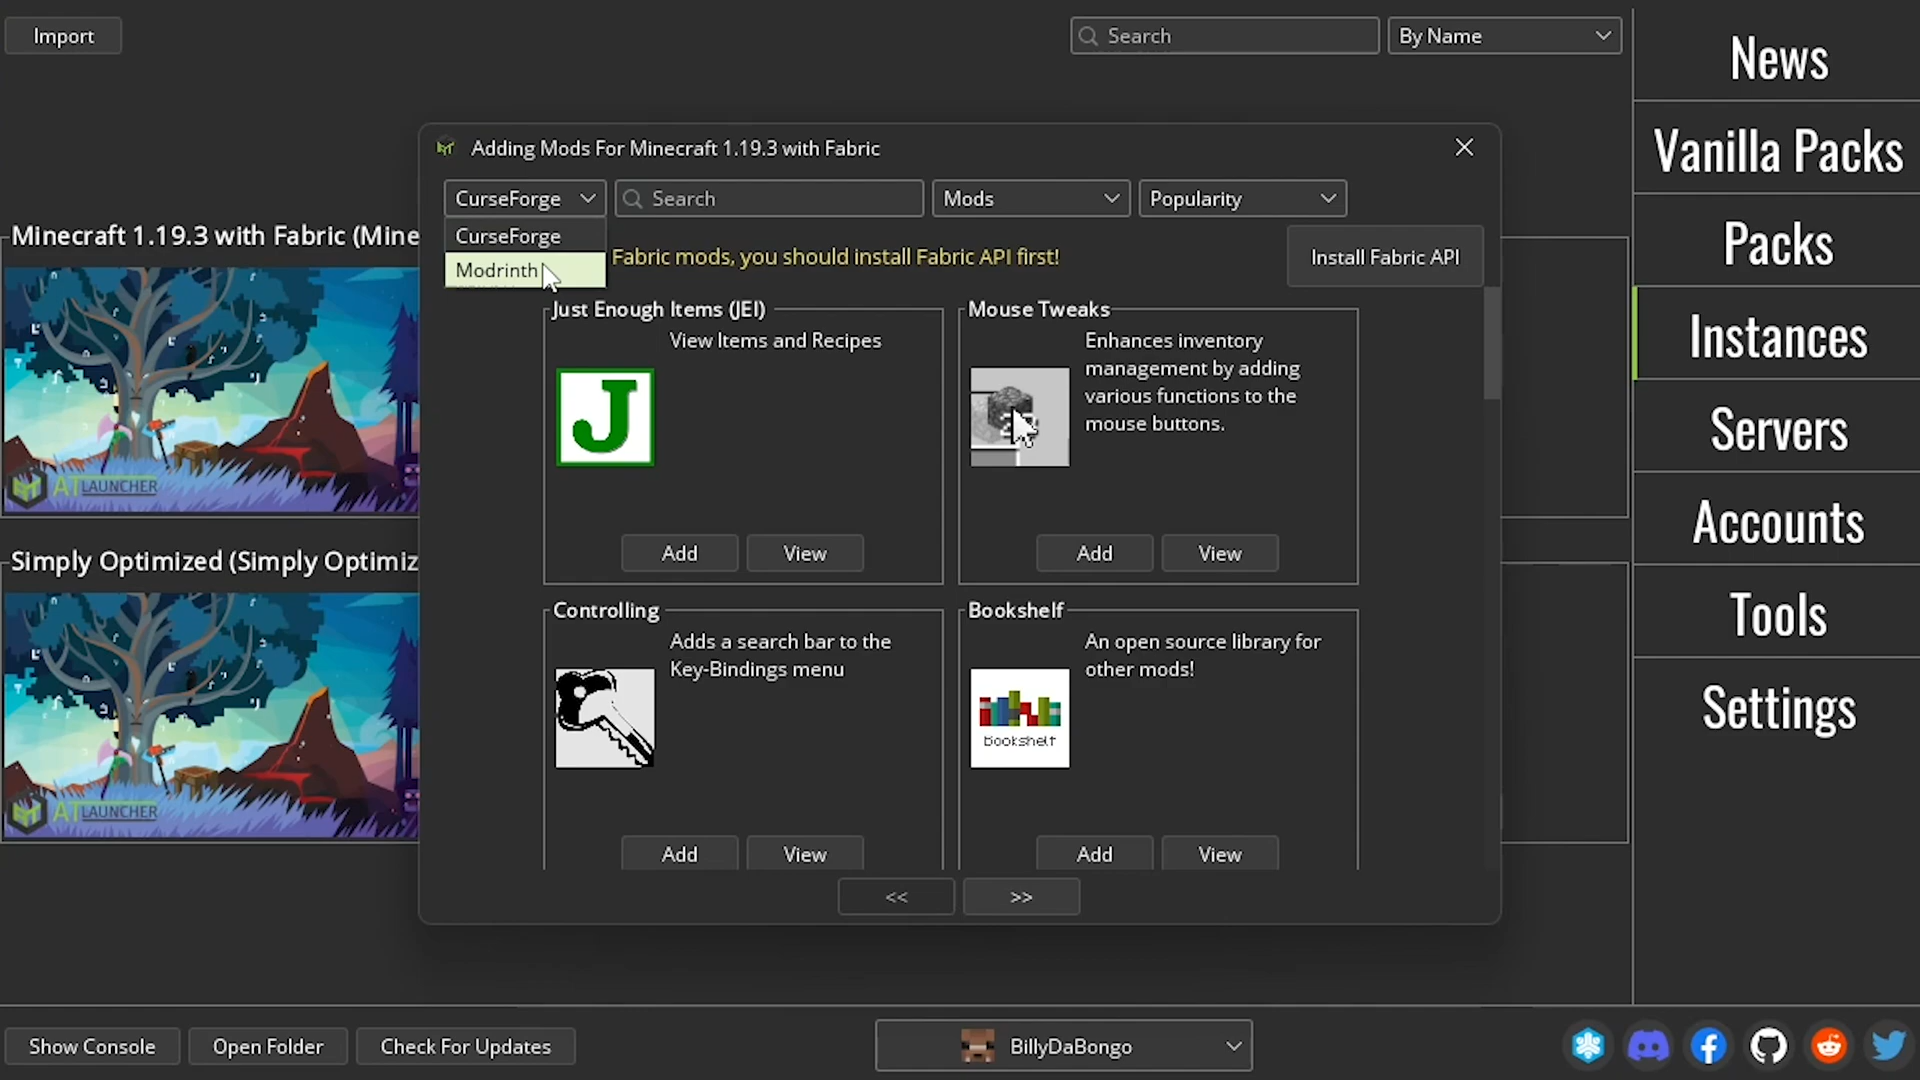 Import
Search
By Name
News
Vanilla Packs
Packs
Instances
Servers
Accounts
Tools
Settings
Minecraft 1.19.3 with Fabric (Mine
ATLAUNCHER
Simply Optimized (Simply Optimiz
ATLAUNCHER
Adding Mods For Minecraft 1.19.3 with Fabric
CurseForge
Search
Mods
Popularity
CurseForge
Modrinth
Fabric mods, you should install Fabric API first!
Install Fabric API
Just Enough Items (JEI)
View Items and Recipes
J
Add
View
Mouse Tweaks
Enhances inventory
management by adding
various functions to the
mouse buttons.
Add
View
Controlling
Adds a search bar to the
Key-Bindings menu
Add
View
Bookshelf
An open source library for
other mods!
Bookshelf
Add
View
<<
>>
Show Console
Open Folder
Check For Updates
BillyDaBongo